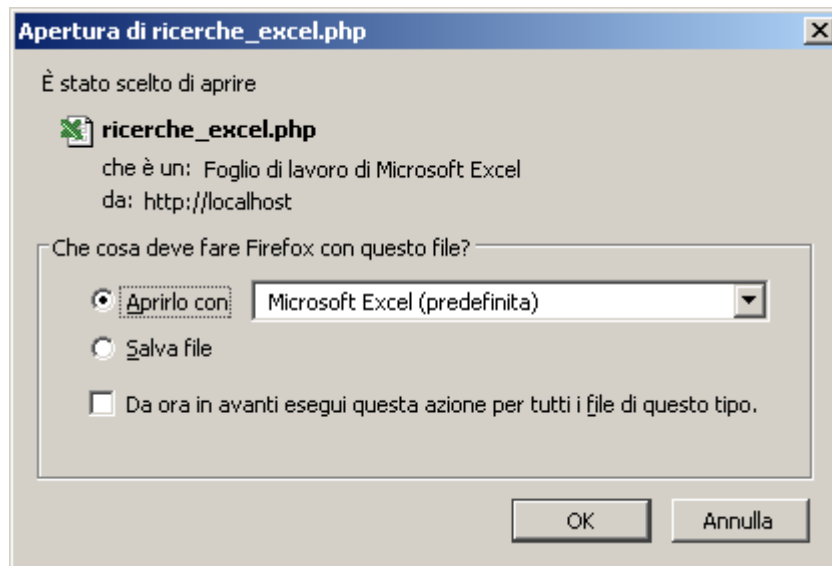 Apertura di ricerche_excel.php
È stato scelto di aprire
ricerche_excel.php
che è un: Foglio di lavoro di Microsoft Excel
da: http://localhost
Che cosa deve fare Firefox con questo file?
Aprirlo con Microsoft Excel (predefinita)
Salva file
Da ora in avanti esegui questa azione per tutti i file di questo tipo.
OK Annulla